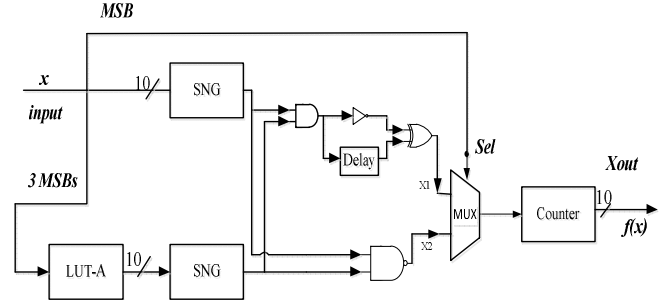 MSB
x
10
SNG
input
Delay
Sel
3 MSBs
X1
MUX
Xout
10
Counter
f(x)
X2
LUT-A
10
SNG